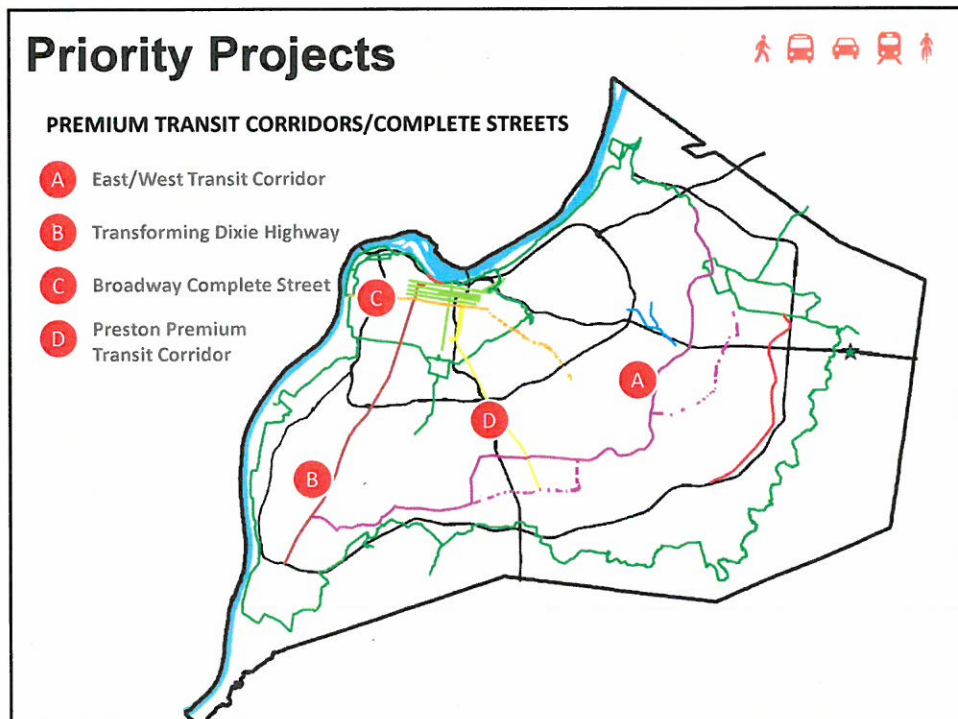 Priority Projects
PREMIUM TRANSIT CORRIDORS/COMPLETE STREETS
A East/West Transit Corridor
B Transforming Dixie Highway
C Broadway Complete Street
D Preston Premium
Transit Corridor
C
A
D
B